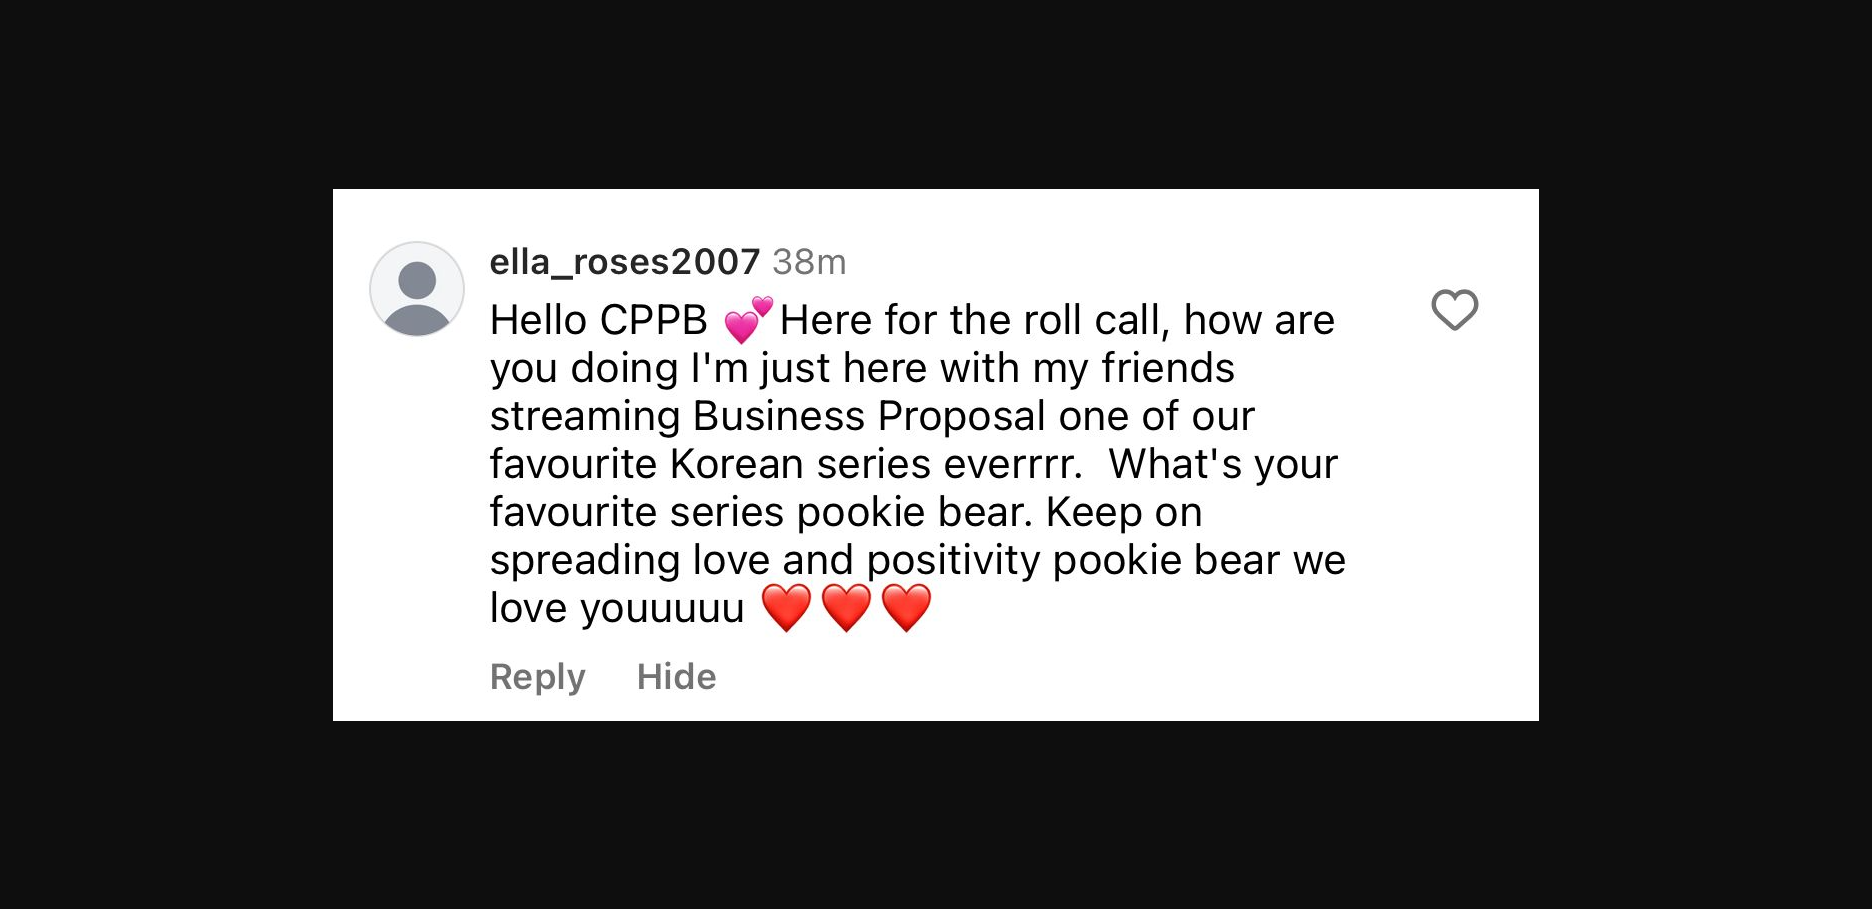 ella_roses2007 38m
Hello CPPB 💕Here for the roll call, how are
you doing I'm just here with my friends
streaming Business Proposal one of our
favourite Korean series everrrr.  What's your
favourite series pookie bear. Keep on
spreading love and positivity pookie bear we
love youuuuu ❤️❤️❤️
Reply Hide